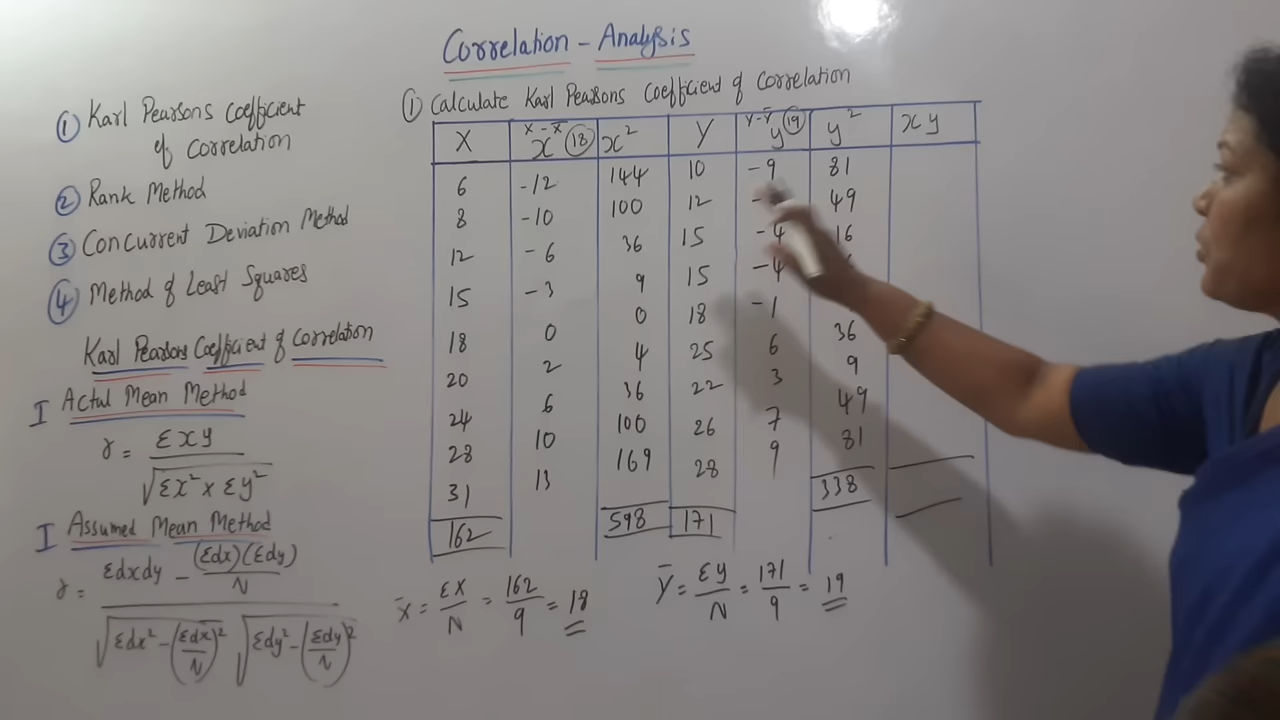 Correlation - Analysis
① Karl Pearsons Coefficient
of Correlation
② Rank Method
③ Concurrent Deviation Method
④ Method of Least Squares
Karl Pearsons Coefficient of Correlation
I Actul Mean Method
r = Σxy / √Σx² x Σy²
I Assumed Mean Method
r = Σdxdy - (Σdx)(Σdy)/N / √Σdx² - (Σdx/N)² √Σdy² - (Σdy/N)²
① Calculate Karl Pearsons Coefficient of Correlation
X | X - X̄ x ⑱ | x² | Y | Y - Ȳ y ⑲ | y² | xy
6 -12 144 10 -9 81
8 -10 100 12 - 49
12 -6 36 15 -4 16
15 -3 9 15 -4
18 0 0 18 -1
20 2 4 25 6 36
24 6 36 22 3 9
28 10 100 26 7 49
31 13 169 28 9 81
162 598 171 338
X̄ = ΣX/N = 162/9 = 18
Ȳ = Σy/N = 171/9 = 19